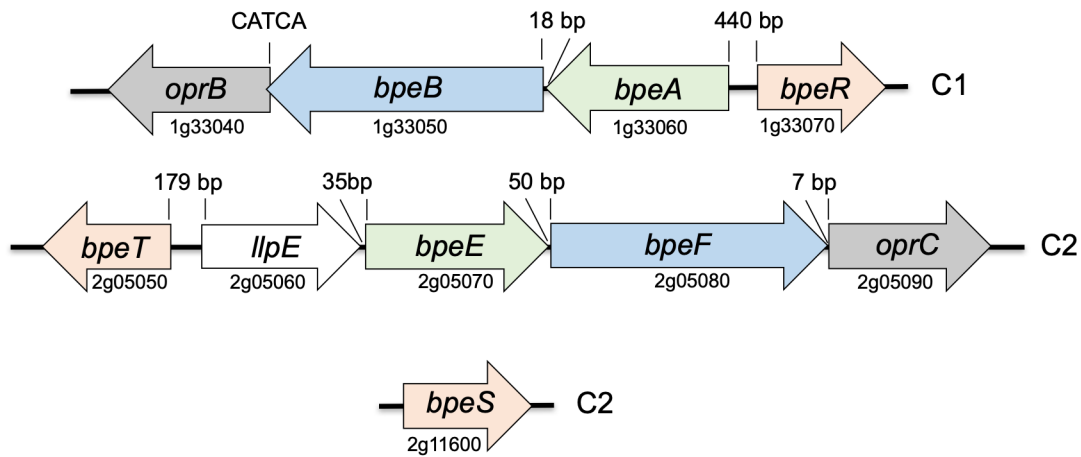 CATCA 18 bp 440 bp
oprB bpeB bpeA bpeR C1
1g33040 1g33050 1g33060 1g33070
179 bp 35bp 50 bp 7 bp
bpeT llpE bpeE bpeF oprC C2
2g05050 2g05060 2g05070 2g05080 2g05090
bpeS C2
2g11600